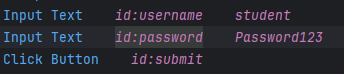 Input Text    id:username    student
Input Text    id:password    Password123
Click Button    id:submit